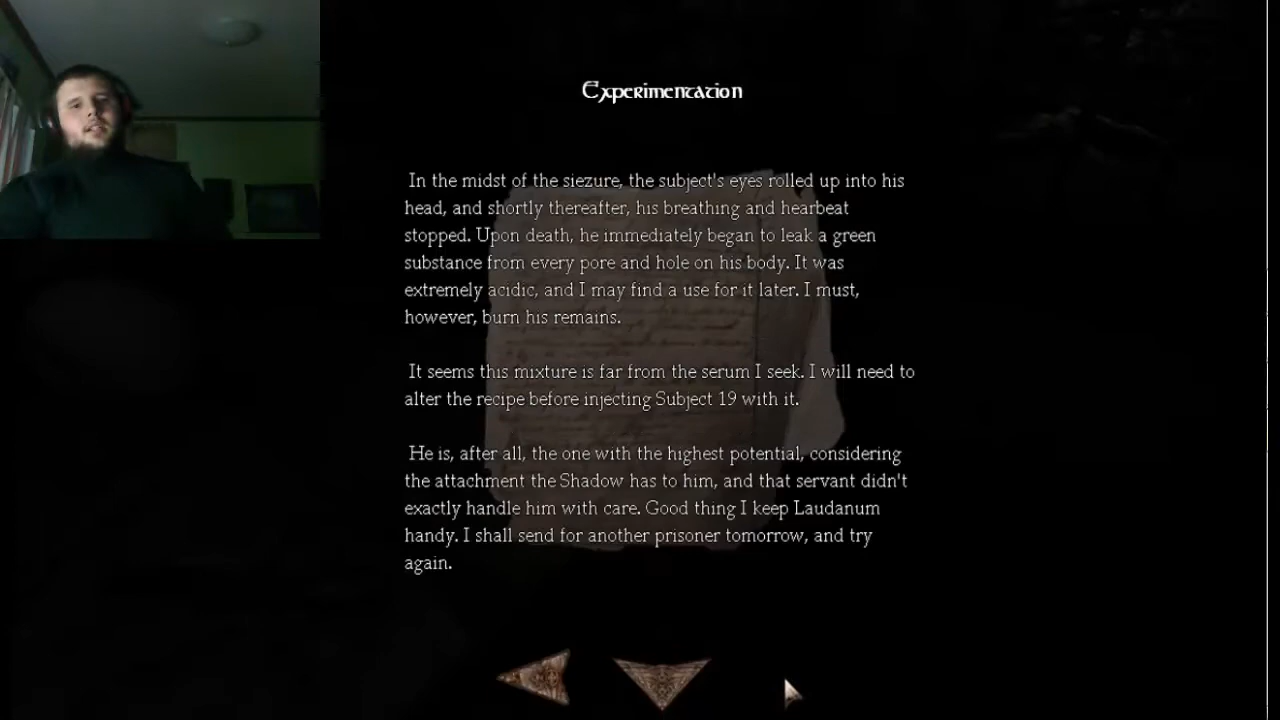 Experimentation
In the midst of the siezure, the subject's eyes rolled up into his
head, and shortly thereafter, his breathing and hearbeat
stopped. Upon death, he immediately began to leak a green
substance from every pore and hole on his body. It was
extremely acidic, and I may find a use for it later. I must,
however, burn his remains.
It seems this mixture is far from the serum I seek. I will need to
alter the recipe before injecting Subject 19 with it.
He is, after all, the one with the highest potential, considering
the attachment the Shadow has to him, and that servant didn't
exactly handle him with care. Good thing I keep Laudanum
handy. I shall send for another prisoner tomorrow, and try
again.